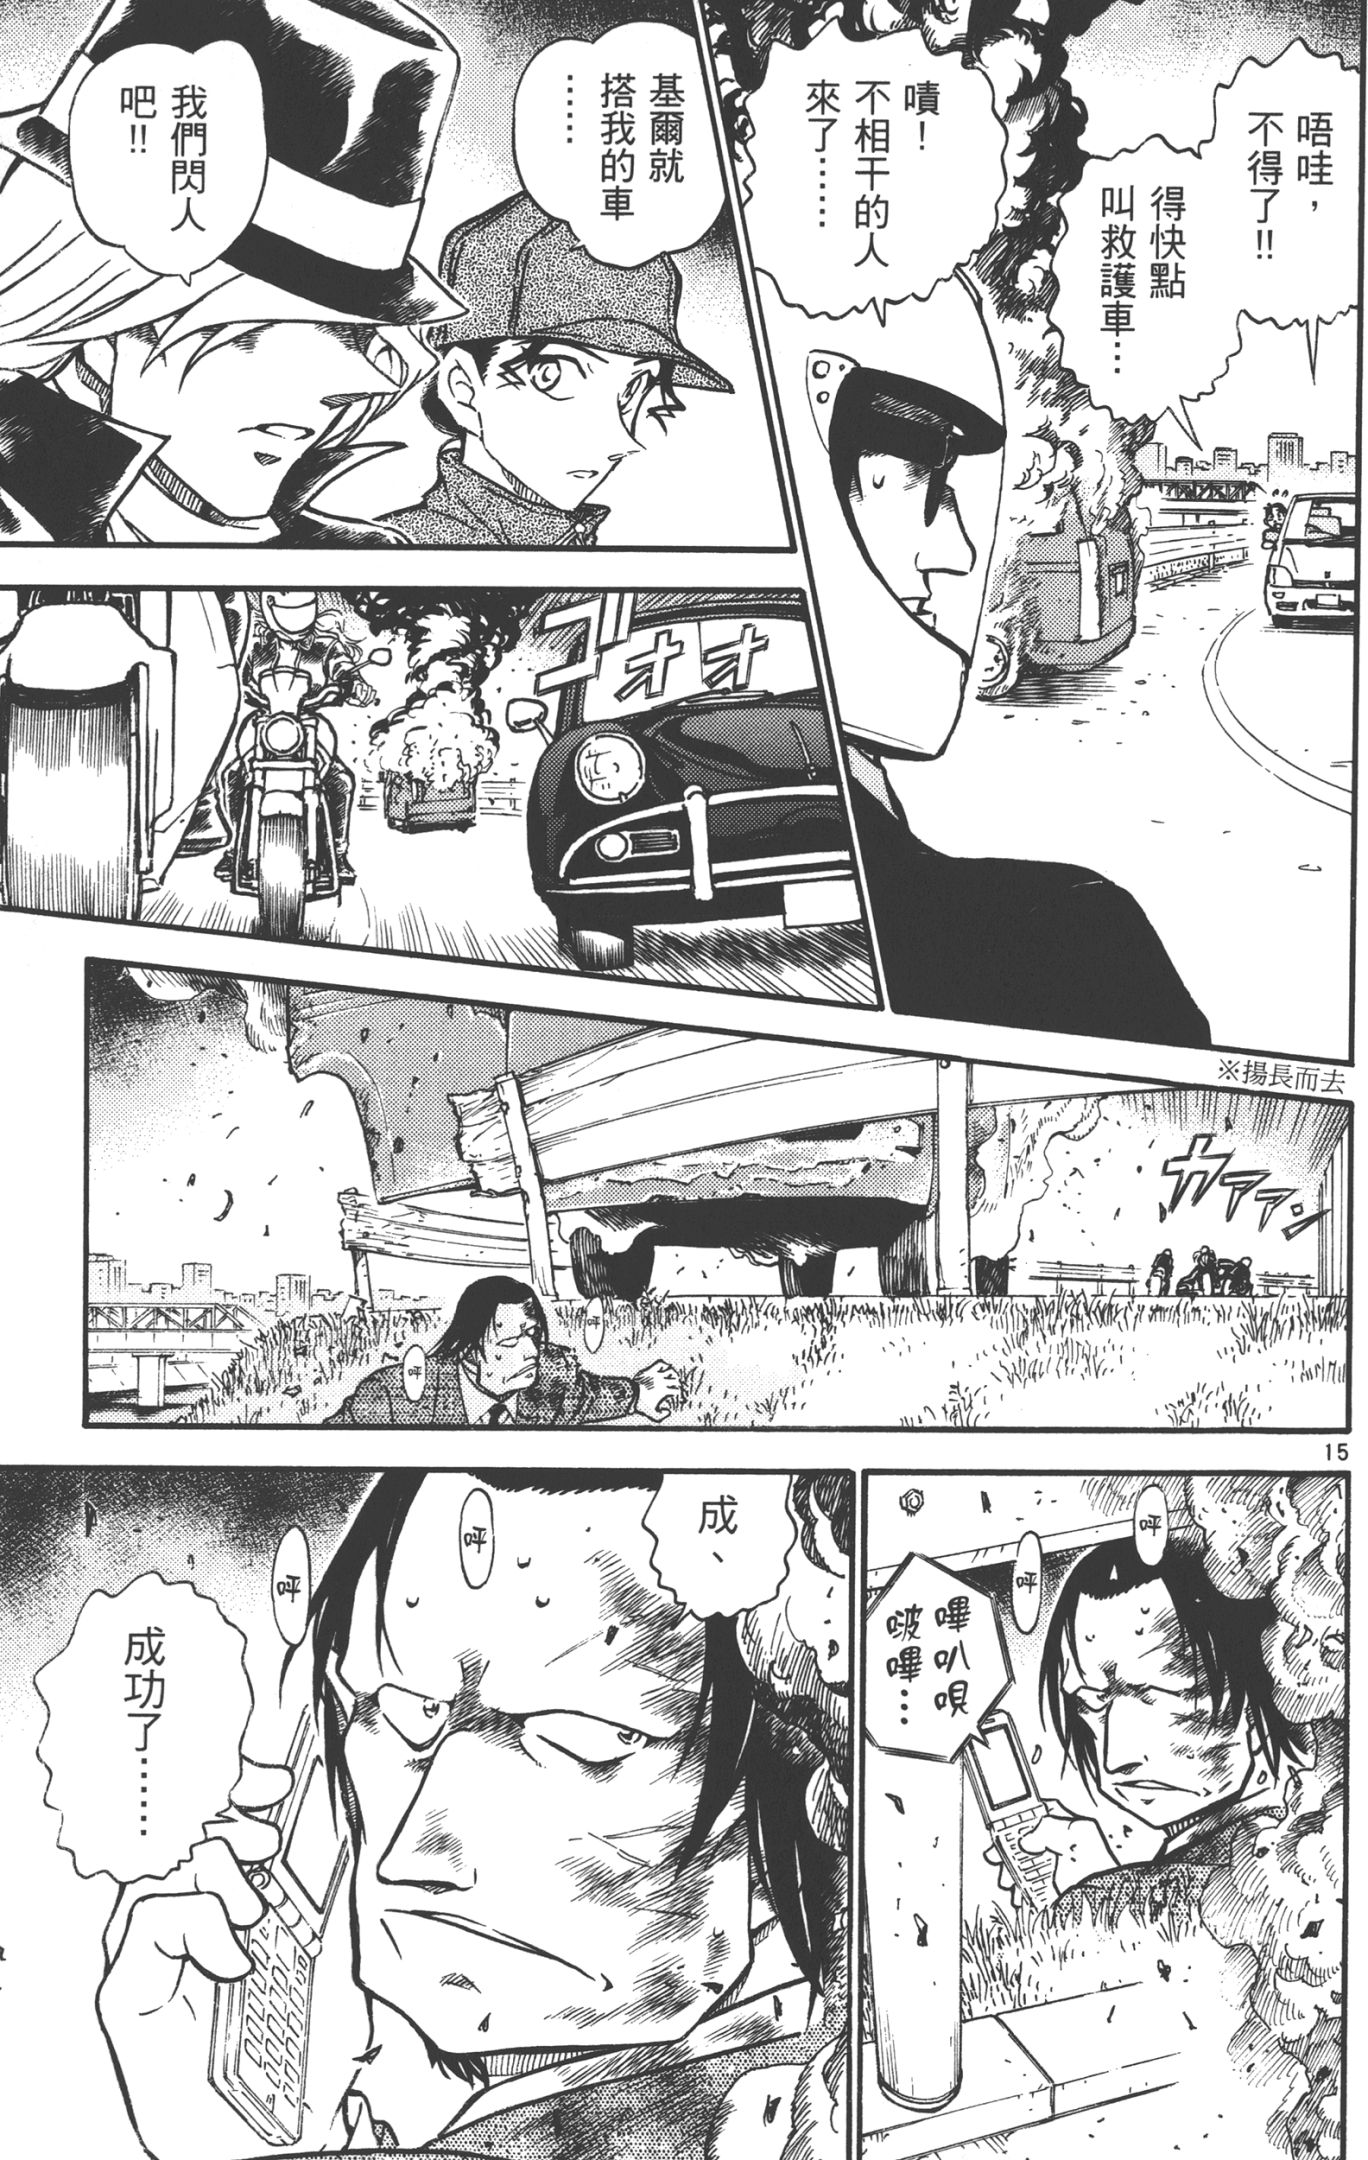 唔哇，
不得了!!
得快點
叫救護車…
嘖！
不相干的人
來了……
基爾就
搭我的車
……
我們閃人
吧!!
ゴオオ
※揚長而去
カァァァン
呼
呼
15
呼
呼
嗶叭唄
啵嗶…
成、
呼
呼
成功了……